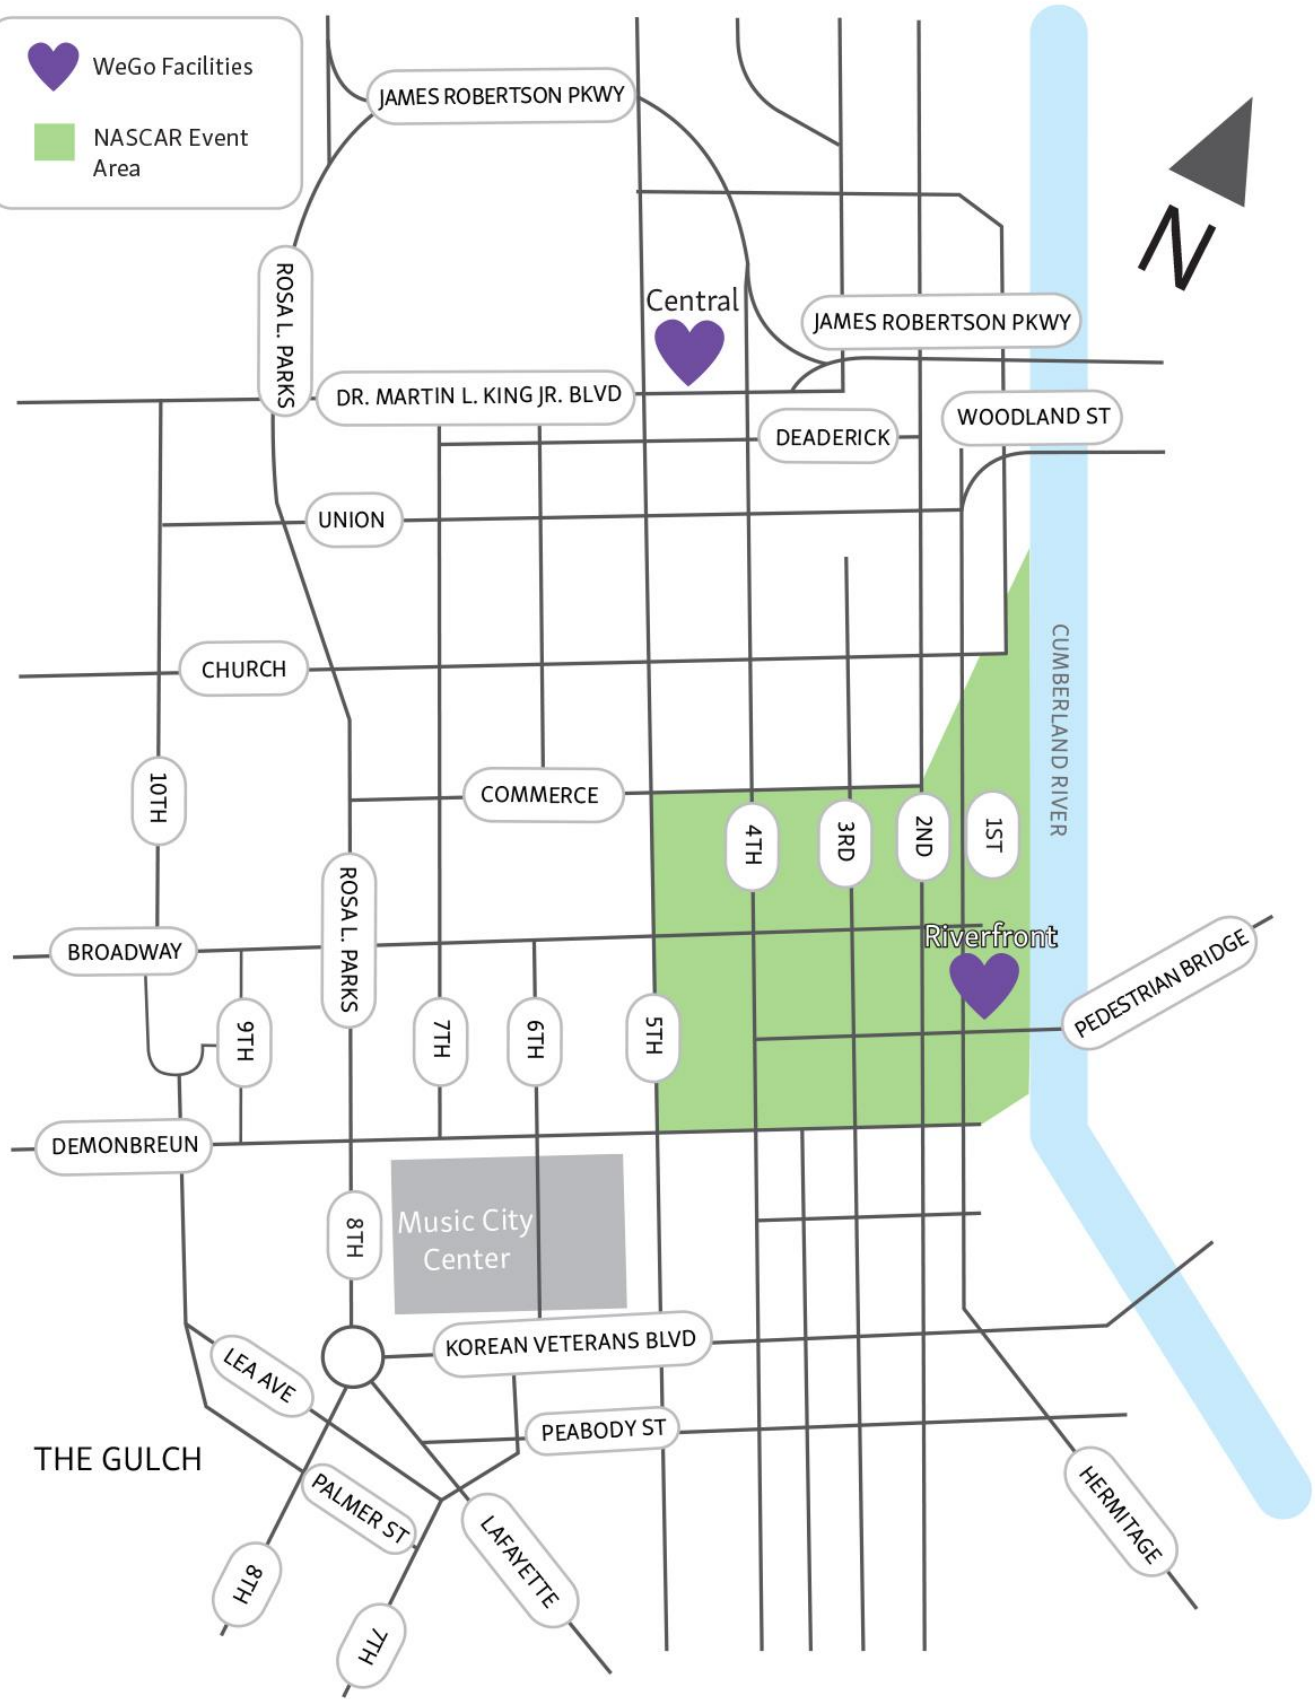 WeGo Facilities
NASCAR Event
Area
JAMES ROBERTSON PKWY
N
ROSA L. PARKS
Central
JAMES ROBERTSON PKWY
DR. MARTIN L. KING JR. BLVD
WOODLAND ST
DEADERICK
UNION
CHURCH
CUMBERLAND RIVER
10TH
COMMERCE
4TH
3RD
2ND
1ST
ROSA L. PARKS
BROADWAY
Riverfront
PEDESTRIAN BRIDGE
9TH
7TH
6TH
5TH
DEMONBREUN
8TH
Music City
Center
KOREAN VETERANS BLVD
LEA AVE
PEABODY ST
THE GULCH
PALMER ST
LAFAYETTE
HERMITAGE
8TH
7TH